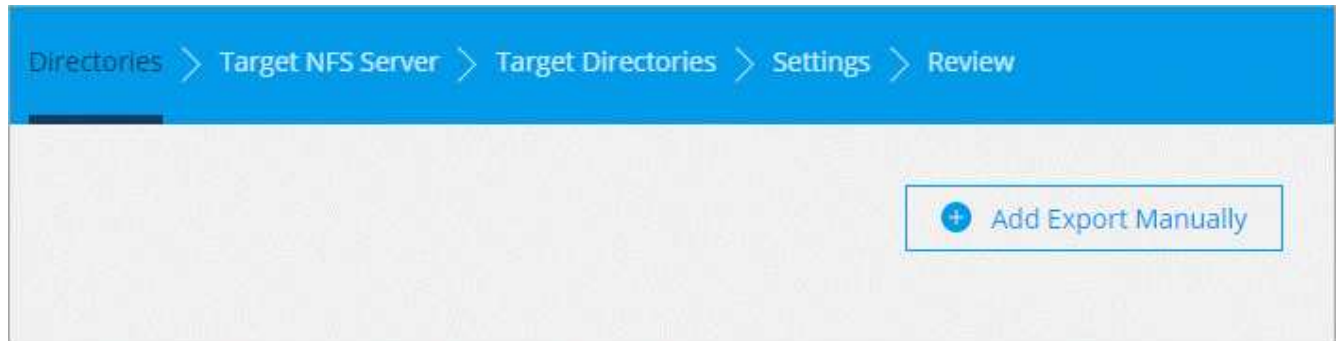 Directories > Target NFS Server > Target Directories > Settings > Review
Add Export Manually